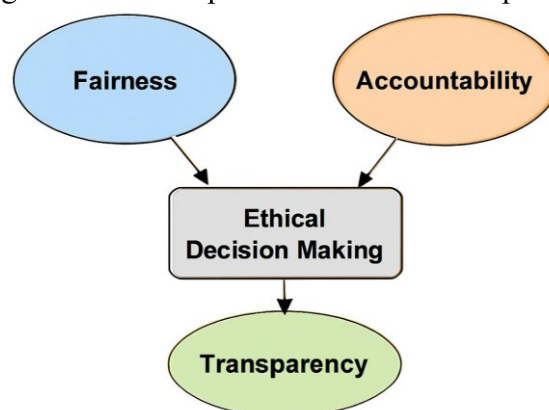 Fairness
Accountability
Ethical
Decision Making
Transparency